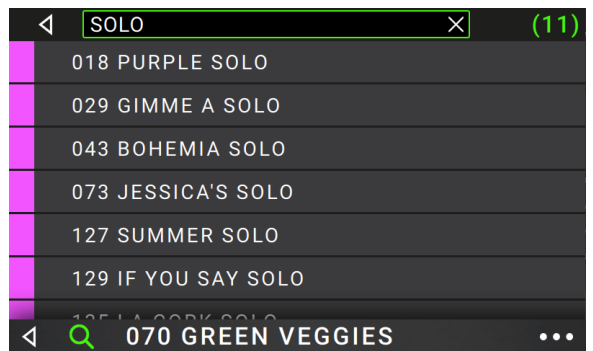 SOLO
(11)
018 PURPLE SOLO
029 GIMME A SOLO
043 BOHEMIA SOLO
073 JESSICA'S SOLO
127 SUMMER SOLO
129 IF YOU SAY SOLO
070 GREEN VEGGIES